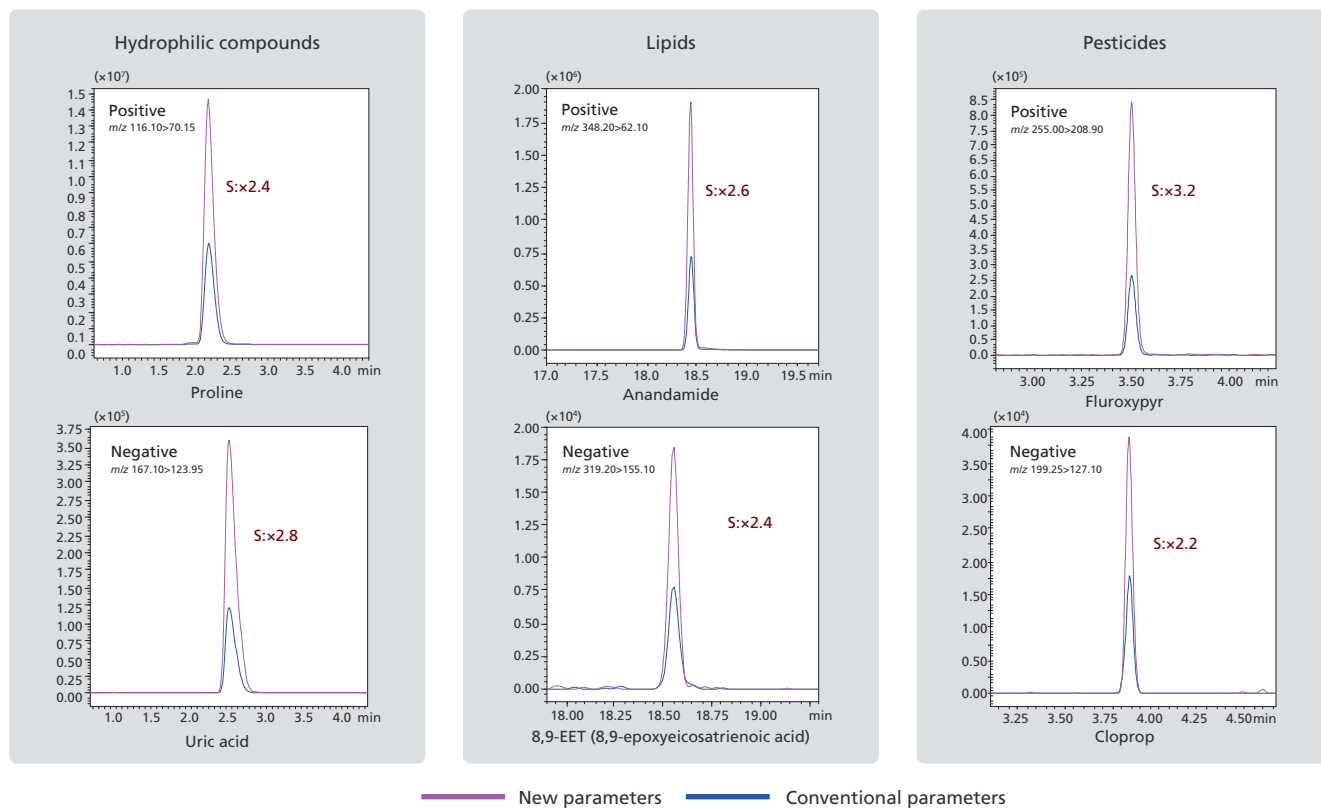 Hydrophilic compounds
(×10⁷)
1.5
1.4
1.3
1.2
1.1
1.0
0.9
0.8
0.7
0.6
0.5
0.4
0.3
0.2
0.1
0.0
Positive
m/z 116.10>70.15
S:×2.4
1.0 2.0 2.5 3.0 3.5 4.0 min
Proline
(×10⁵)
3.75
3.50
3.25
3.00
2.75
2.50
2.25
2.00
1.75
1.50
1.25
1.00
0.75
0.50
0.25
0.00
Negative
m/z 167.10>123.95
S:×2.8
1.0 2.0 2.5 3.0 3.5 4.0 min
Uric acid
Lipids
(×10⁶)
2.00
1.75
1.50
1.25
1.00
0.75
0.50
0.25
0.00
Positive
m/z 348.20>62.10
S:×2.6
17.0 17.5 18.0 18.5 19.0 19.5 min
Anandamide
(×10⁴)
2.00
1.75
1.50
1.25
1.00
0.75
0.50
0.25
0.00
Negative
m/z 319.20>155.10
S:×2.4
18.00 18.25 18.50 18.75 19.00 min
8,9-EET (8,9-epoxyeicosatrienoic acid)
Pesticides
(×10⁵)
8.5
8.0
7.5
7.0
6.5
6.0
5.5
5.0
4.5
4.0
3.5
3.0
2.5
2.0
1.5
1.0
0.5
0.0
Positive
m/z 255.00>208.90
S:×3.2
3.00 3.25 3.50 3.75 4.00 min
Fluroxypyr
(×10⁴)
4.00
3.50
3.00
2.50
2.00
1.50
1.00
0.50
0.00
Negative
m/z 199.25>127.10
S:×2.2
3.25 3.50 3.75 4.00 4.25 4.50 min
Cloprop
New parameters Conventional parameters